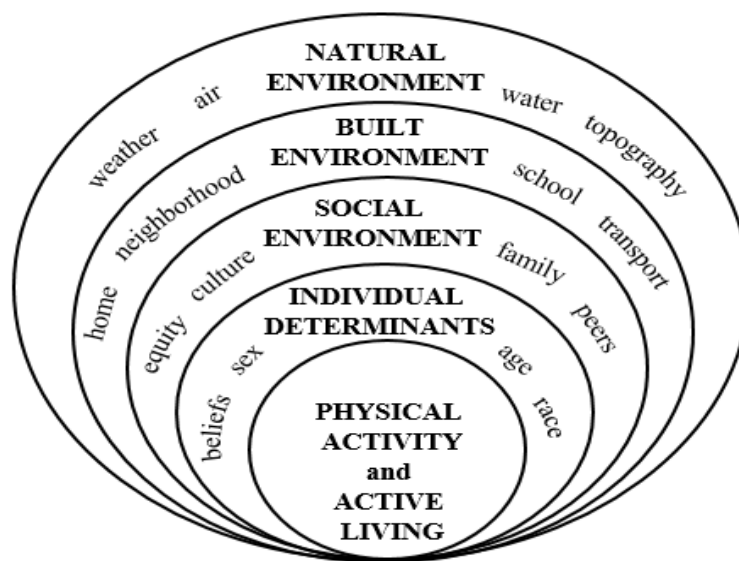 NATURAL
ENVIRONMENT
weather
air
water
topography
BUILT
ENVIRONMENT
home
neighborhood
school
transport
SOCIAL
ENVIRONMENT
equity
culture
family
peers
INDIVIDUAL
DETERMINANTS
beliefs
sex
age
race
PHYSICAL
ACTIVITY
and
ACTIVE
LIVING